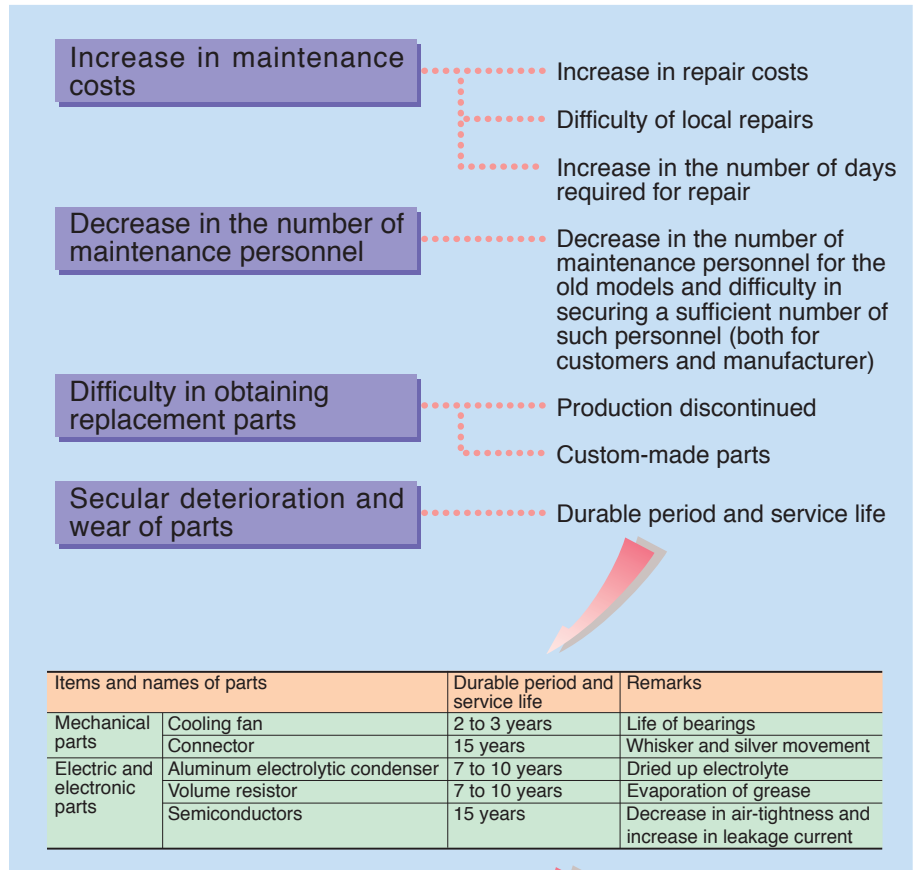 Increase in maintenance
costs
Increase in repair costs
Difficulty of local repairs
Increase in the number of days
required for repair
Decrease in the number of
maintenance personnel
Decrease in the number of
maintenance personnel for the
old models and difficulty in
securing a sufficient number of
such personnel (both for
customers and manufacturer)
Difficulty in obtaining
replacement parts
Production discontinued
Custom-made parts
Secular deterioration and
wear of parts
Durable period and service life
Items and names of parts
Durable period and
service life
Remarks
Mechanical
parts
Cooling fan
2 to 3 years
Life of bearings
Connector
15 years
Whisker and silver movement
Electric and
electronic
parts
Aluminum electrolytic condenser
7 to 10 years
Dried up electrolyte
Volume resistor
7 to 10 years
Evaporation of grease
Semiconductors
15 years
Decrease in air-tightness and
increase in leakage current